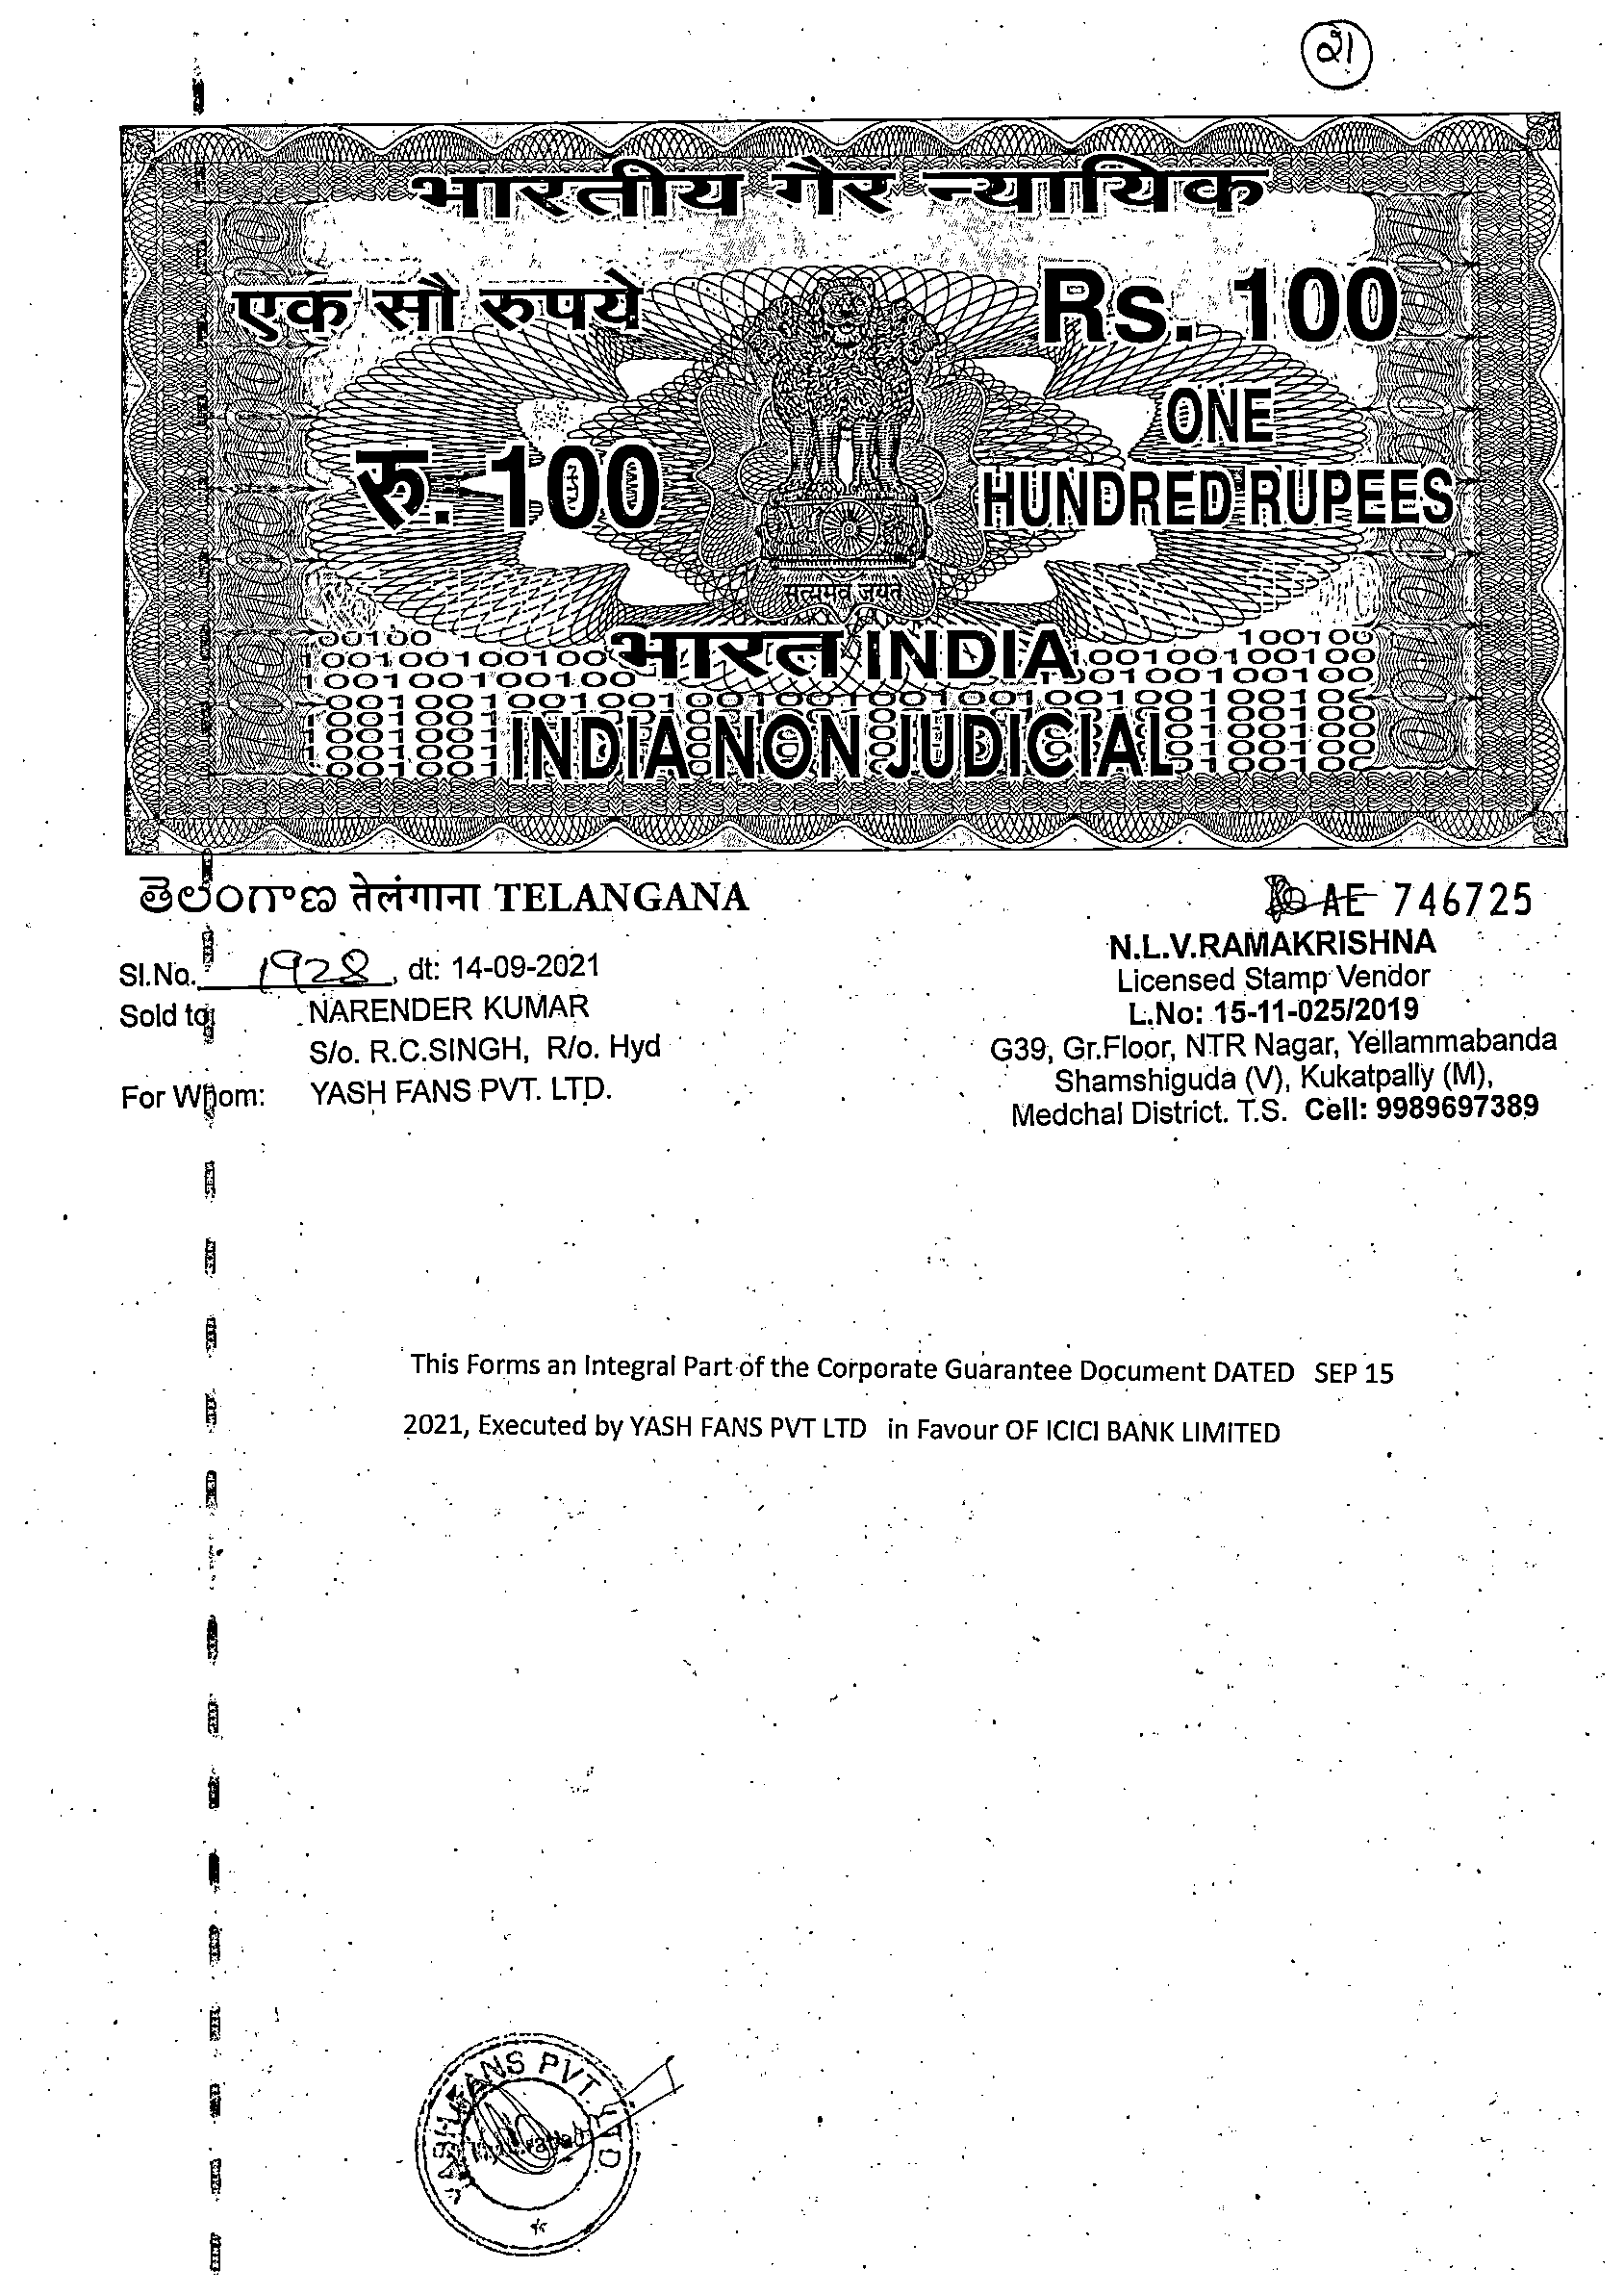 21
भारतीय गैर न्यायिक
एक सौ रुपये
Rs. 100
रु. 100
ONE
HUNDRED RUPEES
सत्यमेव जयते
भारत INDIA
INDIA NON JUDICIAL
తెలంగాణ तेलंगाना TELANGANA
AE 746725
Sl.No. 1928, dt: 14-09-2021
Sold to: NARENDER KUMAR
S/o. R.C.SINGH, R/o. Hyd
For Whom: YASH FANS PVT. LTD.
N.L.V.RAMAKRISHNA
Licensed Stamp Vendor
L.No: 15-11-025/2019
G39, Gr.Floor, NTR Nagar, Yellammabanda
Shamshiguda (V), Kukatpally (M),
Medchal District. T.S. Cell: 9989697389
This Forms an Integral Part of the Corporate Guarantee Document DATED SEP 15
2021, Executed by YASH FANS PVT LTD in Favour OF ICICI BANK LIMITED
YASH FANS PVT. LTD.